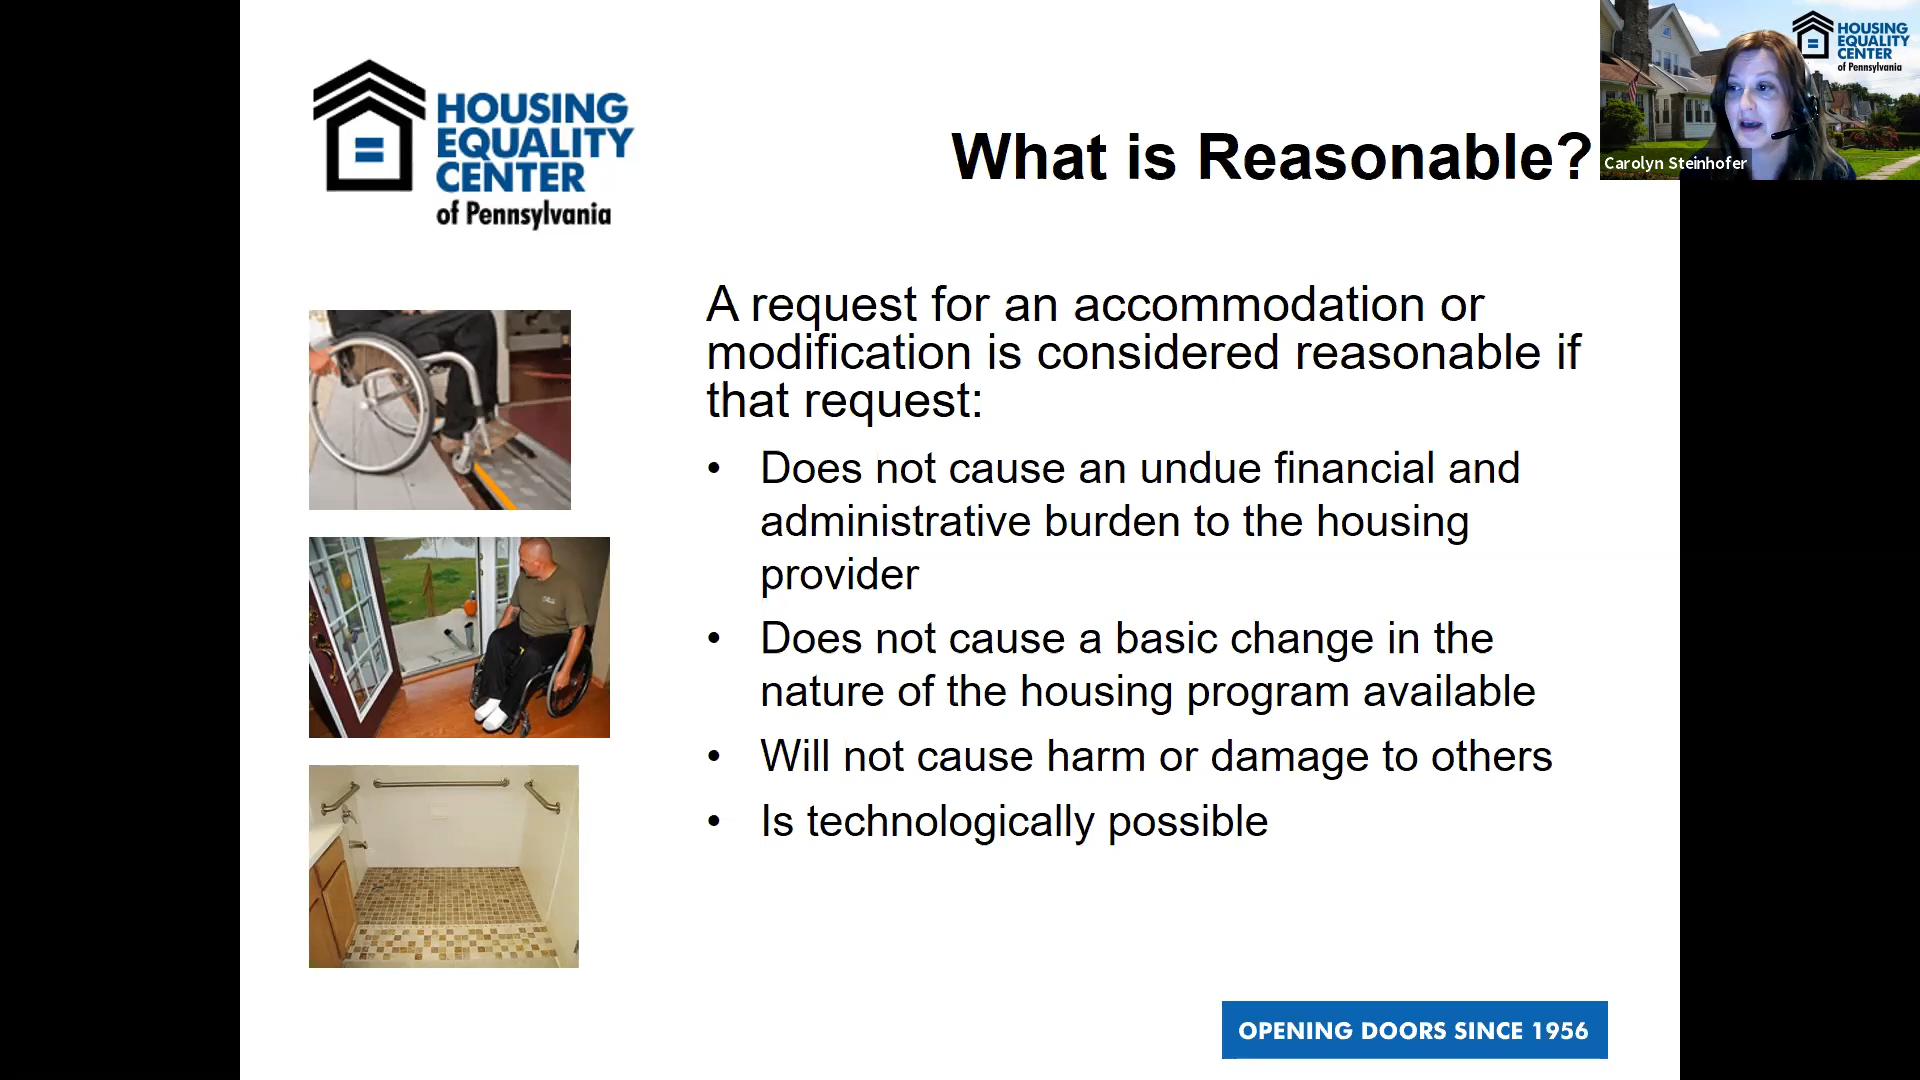 HOUSING
EQUALITY
CENTER
of Pennsylvania
What is Reasonable?
HOUSING
EQUALITY
CENTER
of Pennsylvania
Carolyn Steinhofer
A request for an accommodation or
modification is considered reasonable if
that request:
• Does not cause an undue financial and
administrative burden to the housing
provider
• Does not cause a basic change in the
nature of the housing program available
• Will not cause harm or damage to others
• Is technologically possible
OPENING DOORS SINCE 1956